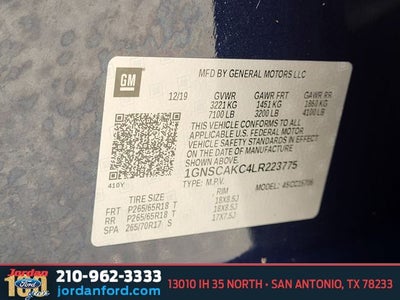 GM
MFD BY GENERAL MOTORS LLC
12/19 GVWR GAWR FRT GAWR RR
3221 KG 1451 KG 1860 KG
7100 LB 3200 LB 4100 LB
THIS VEHICLE CONFORMS TO ALL APPLICABLE
U.S. FEDERAL MOTOR VEHICLE SAFETY
STANDARDS IN EFFECT ON THE DATE OF
MANUFACTURE SHOWN ABOVE.
1GNSCAKC4LR223775
TYPE: M.P.V. MODEL:
410Y
TIRE SIZE RIM
FRT P265/65R18 T 18X8.5J
RR P265/65R18 T 18X8.5J
SPA 265/70R17 S 17X7.5J
Jordan
Ford
210-962-3333
jordanford.com
13010 IH 35 NORTH • SAN ANTONIO, TX 78233